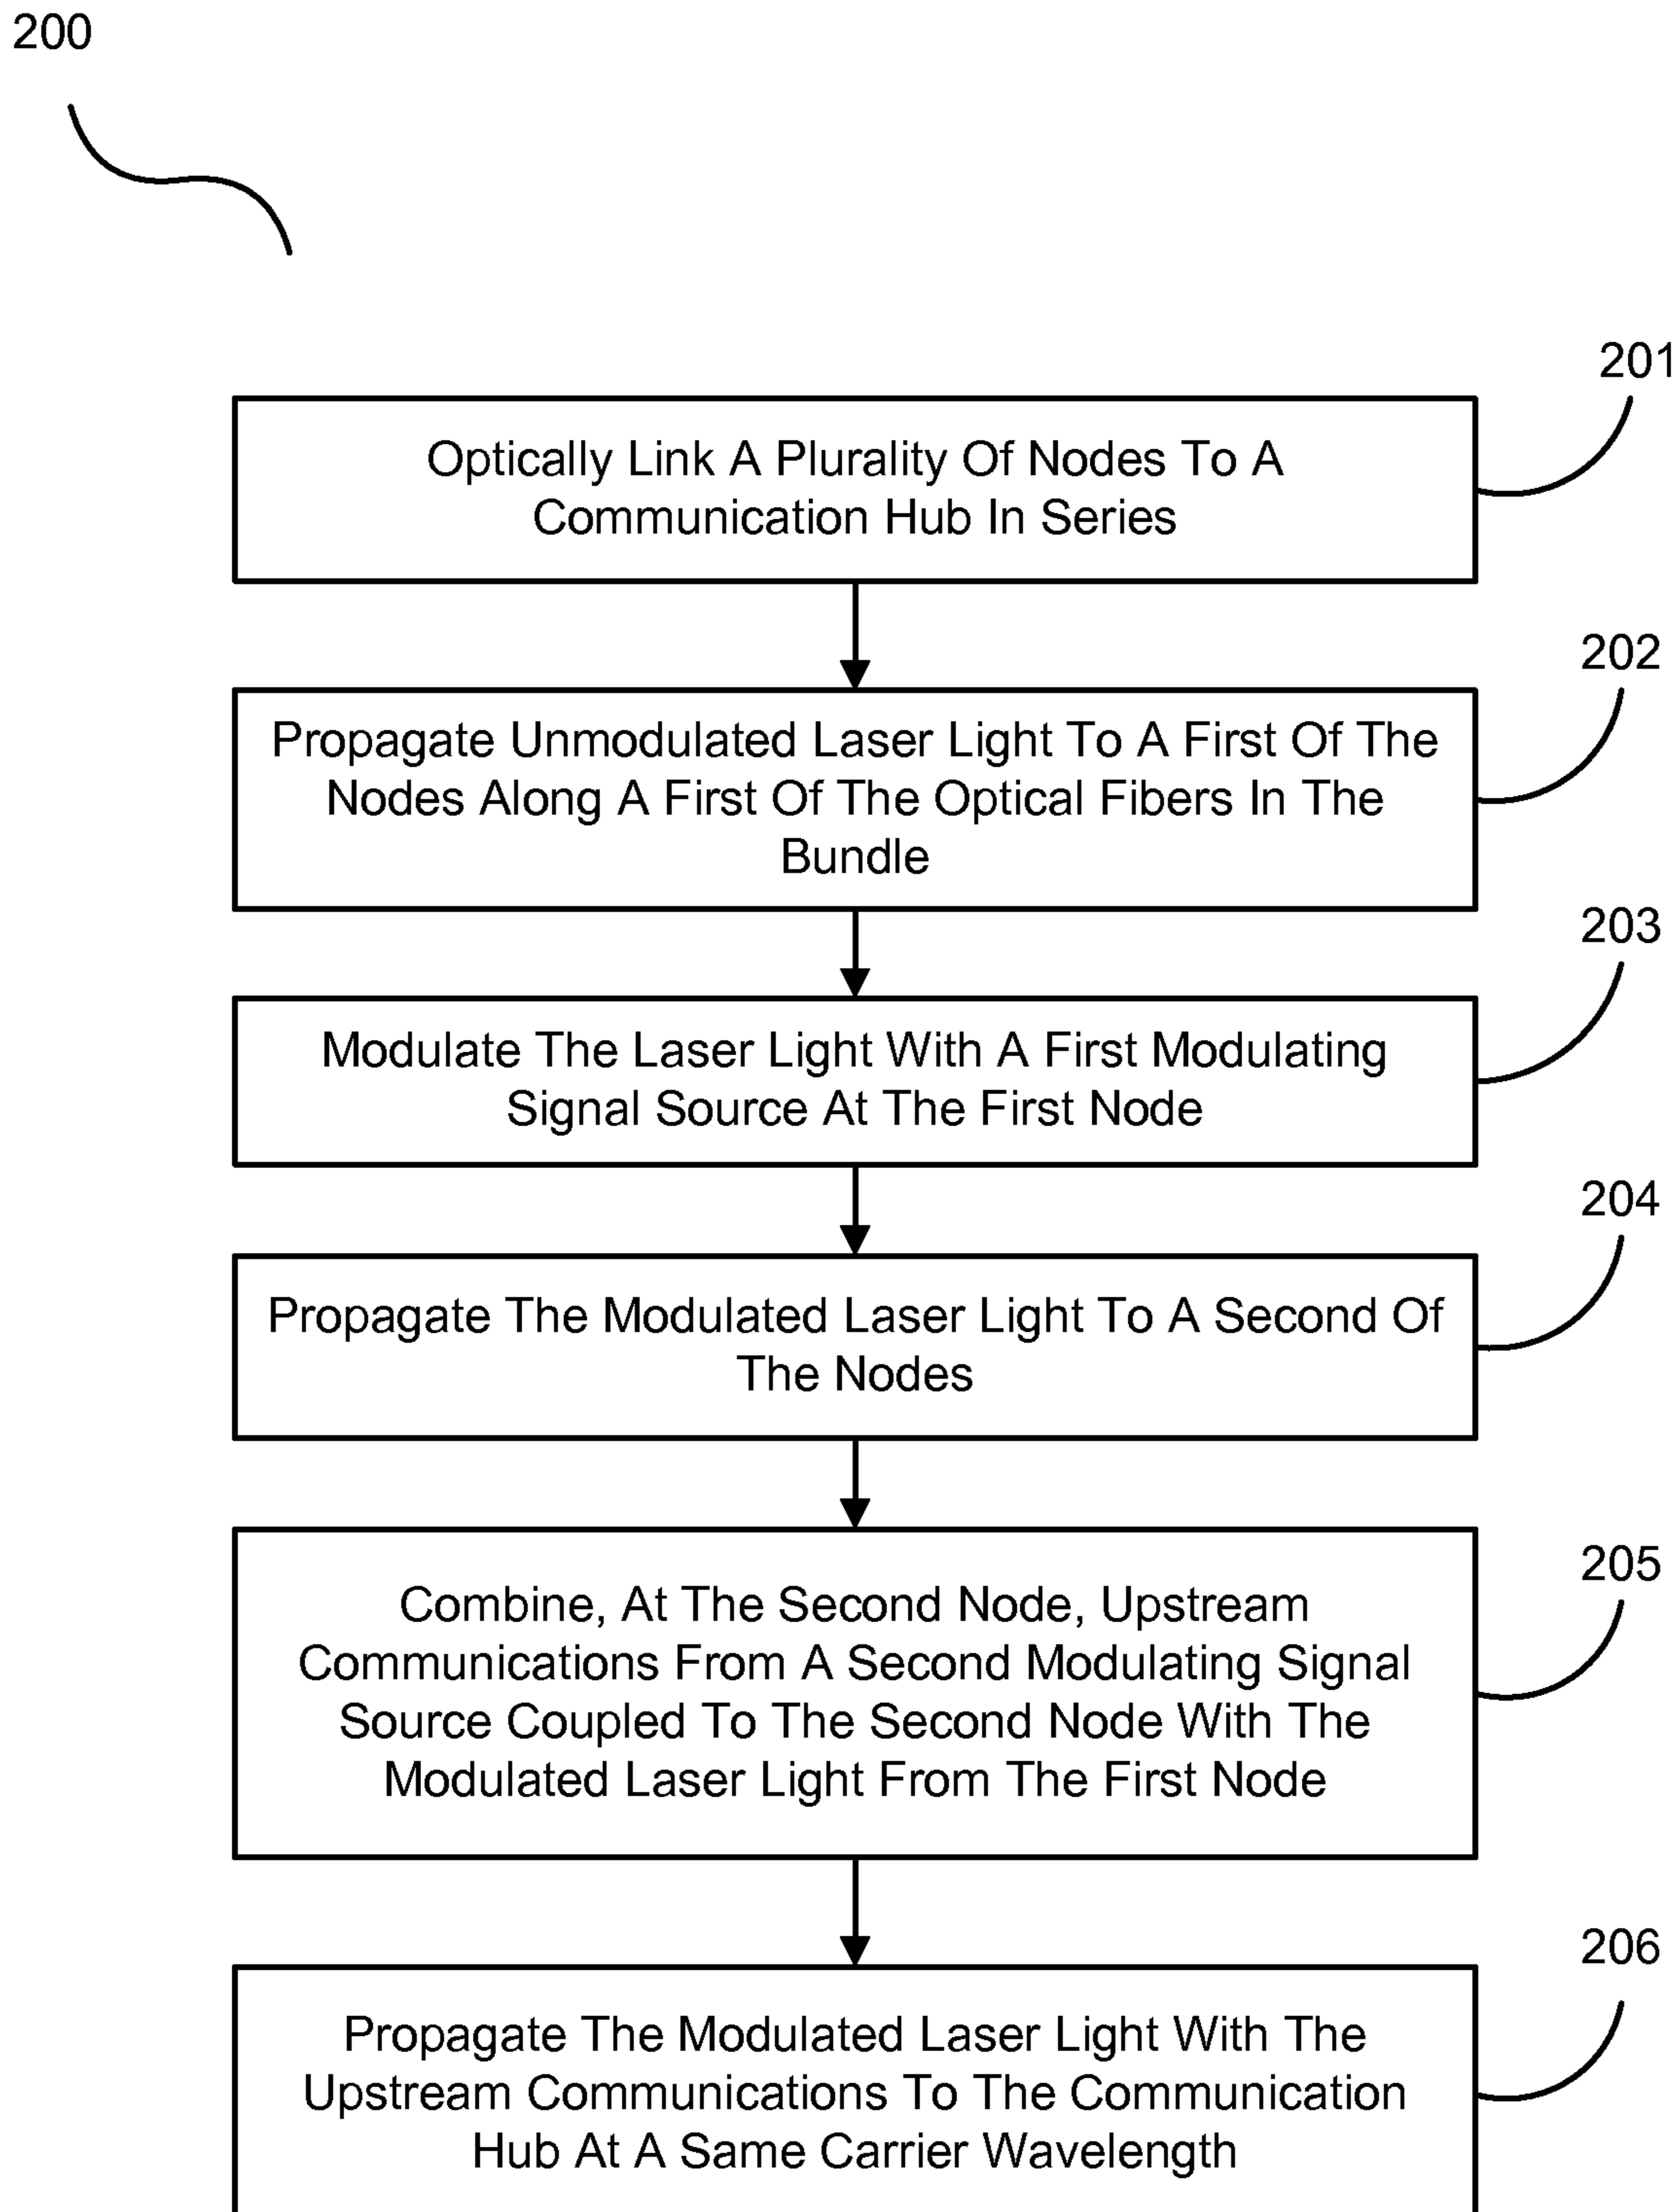 200
201
Optically Link A Plurality Of Nodes To A
Communication Hub In Series
202
Propagate Unmodulated Laser Light To A First Of The
Nodes Along A First Of The Optical Fibers In The
Bundle
203
Modulate The Laser Light With A First Modulating
Signal Source At The First Node
204
Propagate The Modulated Laser Light To A Second Of
The Nodes
205
Combine, At The Second Node, Upstream
Communications From A Second Modulating Signal
Source Coupled To The Second Node With The
Modulated Laser Light From The First Node
206
Propagate The Modulated Laser Light With The
Upstream Communications To The Communication
Hub At A Same Carrier Wavelength